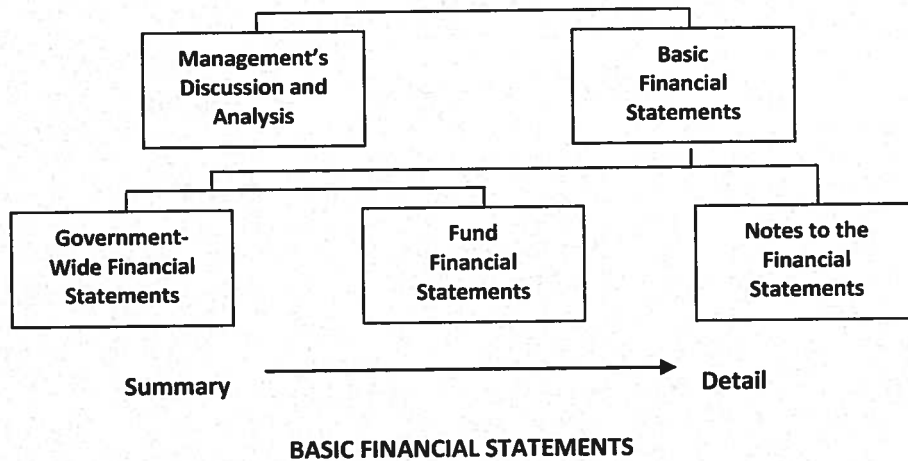 Management's
Discussion and
Analysis
Basic
Financial
Statements
Government-
Wide Financial
Statements
Fund
Financial
Statements
Notes to the
Financial
Statements
Summary
Detail
BASIC FINANCIAL STATEMENTS